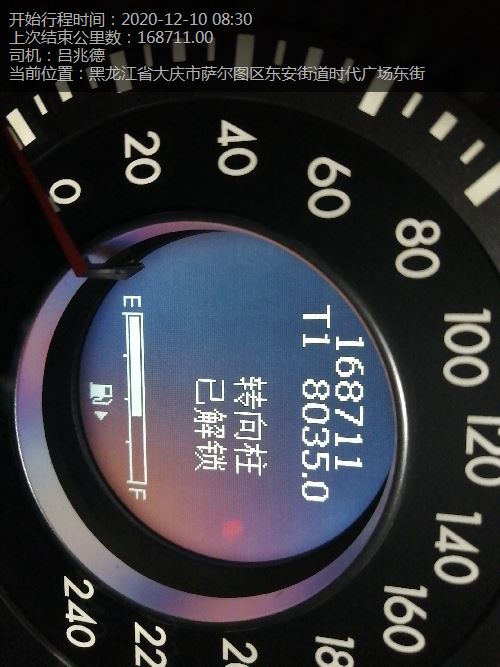 开始行程时间：2020-12-10 08:30
上次结束公里数：168711.00
司机：吕兆德
当前位置：黑龙江省大庆市萨尔图区东安街道时代广场东街
0
20
40
60
80
100
120
140
160
240
168711
T1 8035.0
转向柱
已解锁
E
F